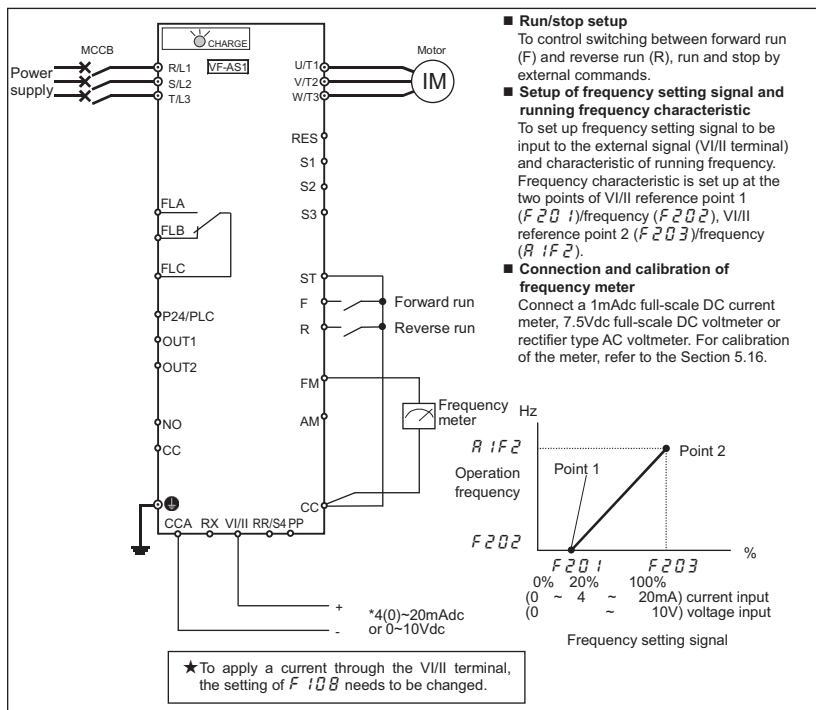 CHARGE
MCCB
Motor
Power
supply
R/L1
S/L2
T/L3
VF-AS1
U/T1
V/T2
W/T3
IM
RES
S1
S2
S3
FLA
FLB
FLC
ST
F
R
Forward run
Reverse run
P24/PLC
OUT1
OUT2
FM
AM
Frequency
meter
NO
CC
CC
CCA RX VI/II RR/S4 PP
+
-
*4(0)~20mAdc
or 0~10Vdc
★To apply a current through the VI/II terminal,
the setting of F108 needs to be changed.
■ Run/stop setup
To control switching between forward run
(F) and reverse run (R), run and stop by
external commands.
■ Setup of frequency setting signal and
running frequency characteristic
To set up frequency setting signal to be
input to the external signal (VI/II terminal)
and characteristic of running frequency.
Frequency characteristic is set up at the
two points of VI/II reference point 1
(F201)/frequency (F202), VI/II
reference point 2 (F203)/frequency
(A1F2).
■ Connection and calibration of
frequency meter
Connect a 1mAdc full-scale DC current
meter, 7.5Vdc full-scale DC voltmeter or
rectifier type AC voltmeter. For calibration
of the meter, refer to the Section 5.16.
Hz
A1F2
Operation
frequency
Point 1
Point 2
F202
%
F201 F203
0% 20% 100%
(0 ~ 4 ~ 20mA) current input
(0 ~ 10V) voltage input
Frequency setting signal